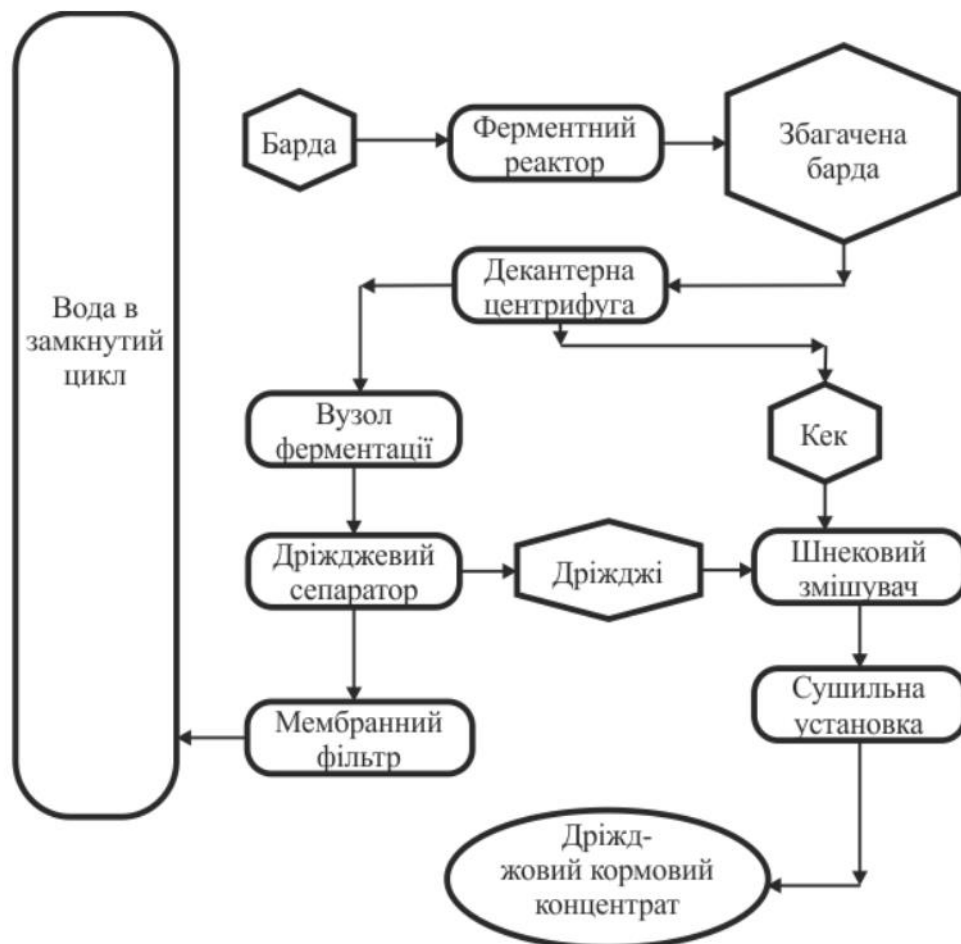 Барда
Ферментний
реактор
Збагачена
барда
Декантерна
центрифуга
Вода в
замкнутий
цикл
Вузол
ферментації
Кек
Дріжджевий
сепаратор
Дріжджі
Шнековий
змішувач
Мембранний
фільтр
Сушильна
установка
Дріжд-
жовий кормовий
концентрат